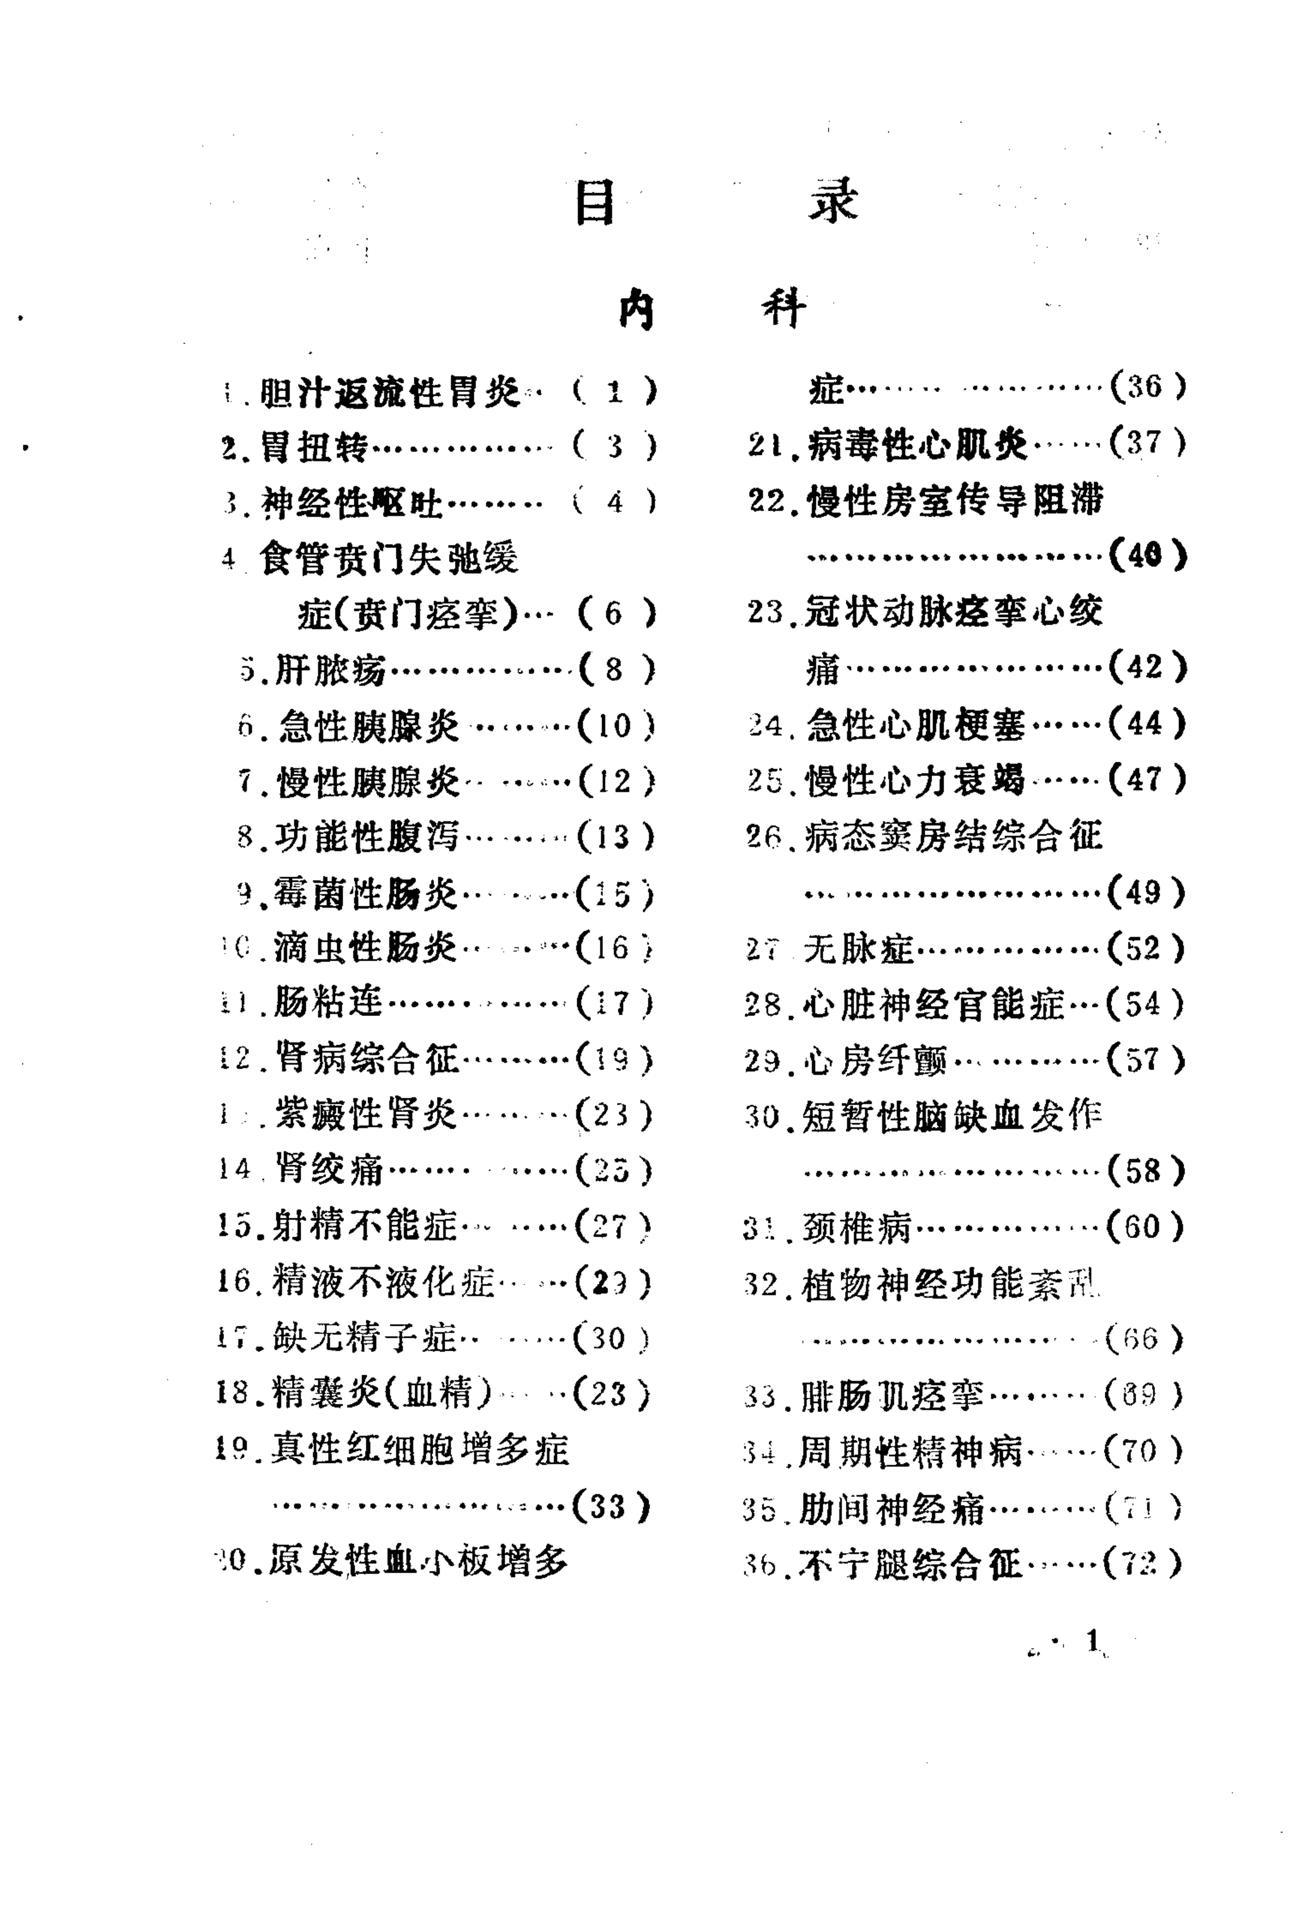 目 录
内 科
1.胆汁返流性胃炎……( 1 )
2.胃扭转……………( 3 )
3.神经性呕吐………( 4 )
4 食管贲门失弛缓
症(贲门痉挛)…( 6 )
5.肝脓疡……………( 8 )
6.急性胰腺炎………(10)
7.慢性胰腺炎………(12)
8.功能性腹泻………(13)
9.霉菌性肠炎………(15)
10.滴虫性肠炎………(16)
11.肠粘连……………(17)
12.肾病综合征………(19)
1 .紫癜性肾炎………(23)
14.肾绞痛……………(25)
15.射精不能症………(27)
16.精液不液化症……(29)
17.缺无精子症………(30)
18.精囊炎(血精)……(23)
19.真性红细胞增多症
……………………(33)
20.原发性血小板增多
症…………………(36)
21.病毒性心肌炎……(37)
22.慢性房室传导阻滞
……………………(40)
23.冠状动脉痉挛心绞
痛…………………(42)
24.急性心肌梗塞……(44)
25.慢性心力衰竭……(47)
26.病态窦房结综合征
……………………(49)
27 无脉症……………(52)
28.心脏神经官能症…(54)
29.心房纤颤…………(57)
30.短暂性脑缺血发作
……………………(58)
31.颈椎病……………(60)
32.植物神经功能紊乱
……………………(66)
33.腓肠肌痉挛………(69)
34.周期性精神病……(70)
35.肋间神经痛………(71)
36.不宁腿综合征……(72)
· 1